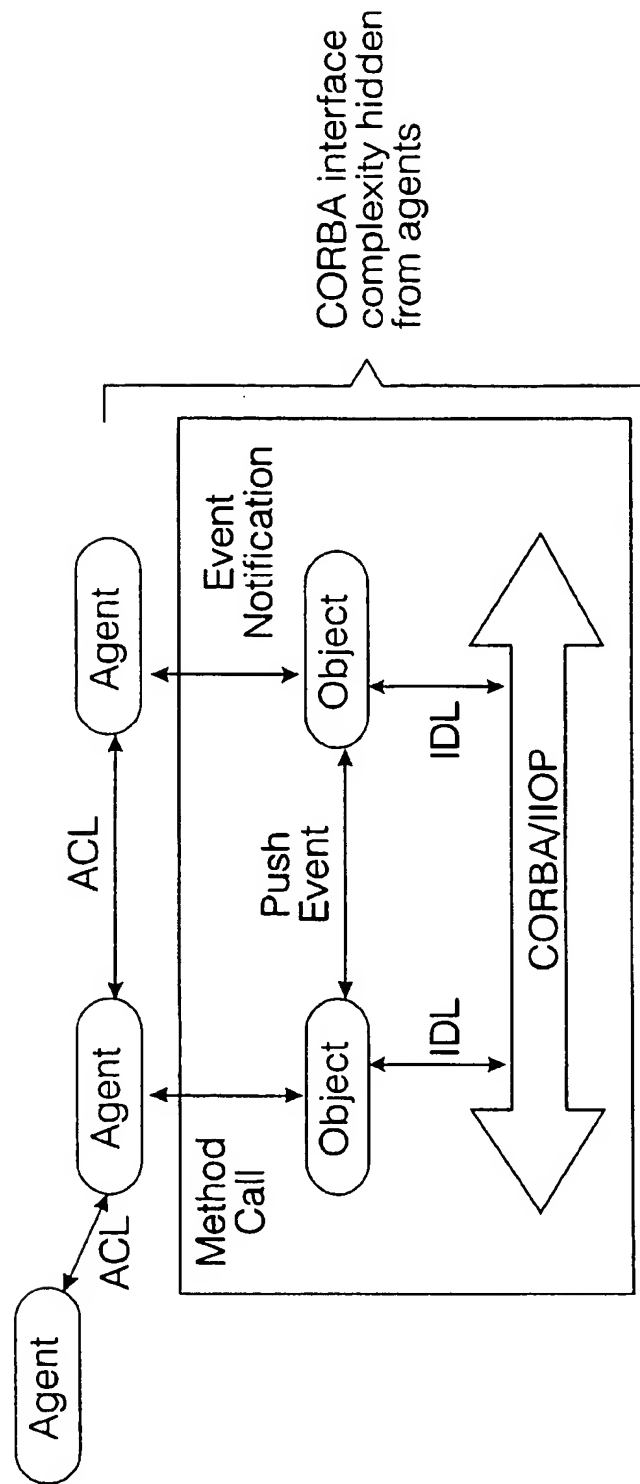 Agent
ACL
Agent
ACL
Agent
Method
Call
Event
Notification
Object
Push
Event
Object
IDL
IDL
CORBA/IIOP
CORBA interface
complexity hidden
from agents